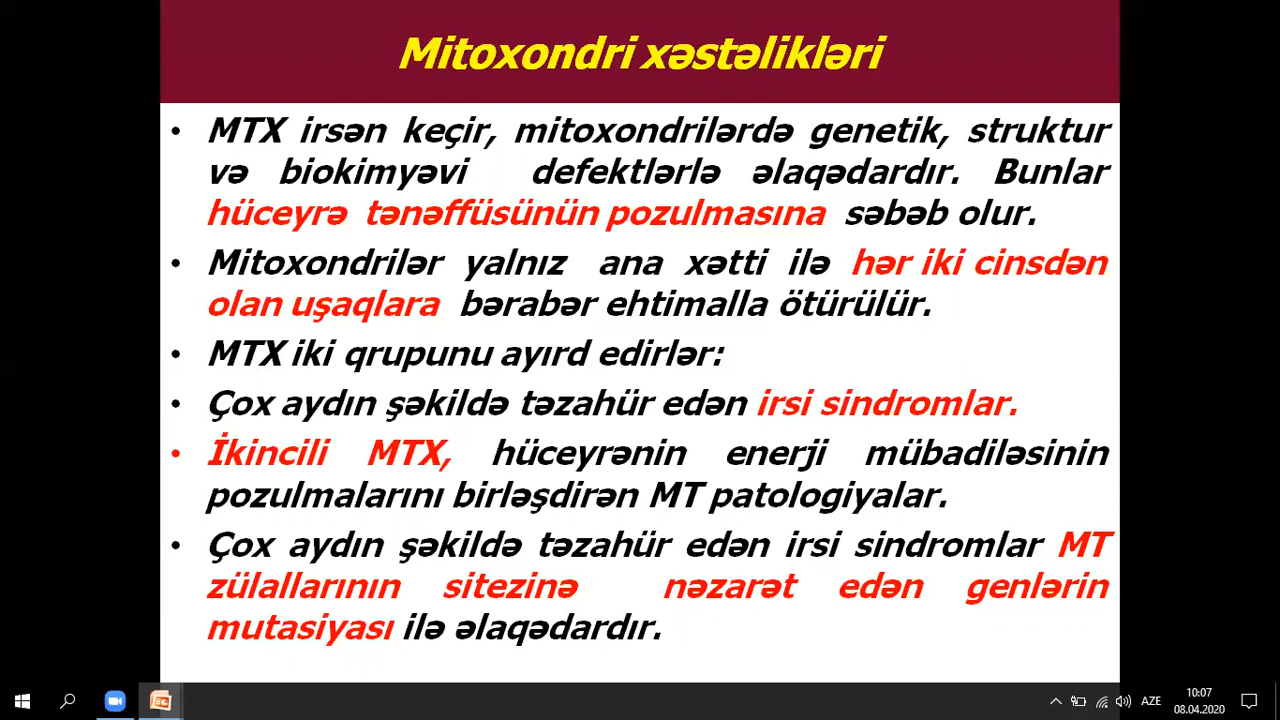 Mitoxondri xəstəlikləri
• MTX irsən keçir, mitoxondrilərdə genetik, struktur
və biokimyəvi defektlərlə əlaqədardır. Bunlar
hüceyrə tənəffüsünün pozulmasına səbəb olur.
• Mitoxondrilər yalnız ana xətti ilə hər iki cinsdən
olan uşaqlara bərabər ehtimalla ötürülür.
• MTX iki qrupunu ayırd edirlər:
• Çox aydın şəkildə təzahür edən irsi sindromlar.
• İkincili MTX, hüceyrənin enerji mübadiləsinin
pozulmalarını birləşdirən MT patologiyalar.
• Çox aydın şəkildə təzahür edən irsi sindromlar MT
zülallarının sitezinə nəzarət edən genlərin
mutasiyası ilə əlaqədardır.
AZE
10:07
08.04.2020